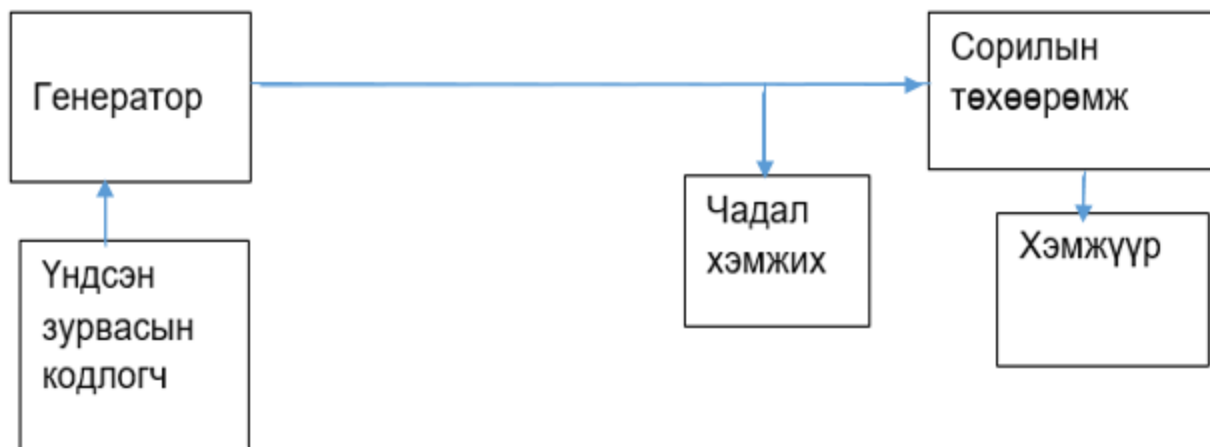 Генератор
Сорилын
төхөөрөмж
Чадал
хэмжих
Хэмжүүр
Үндсэн
зурвасын
кодлогч